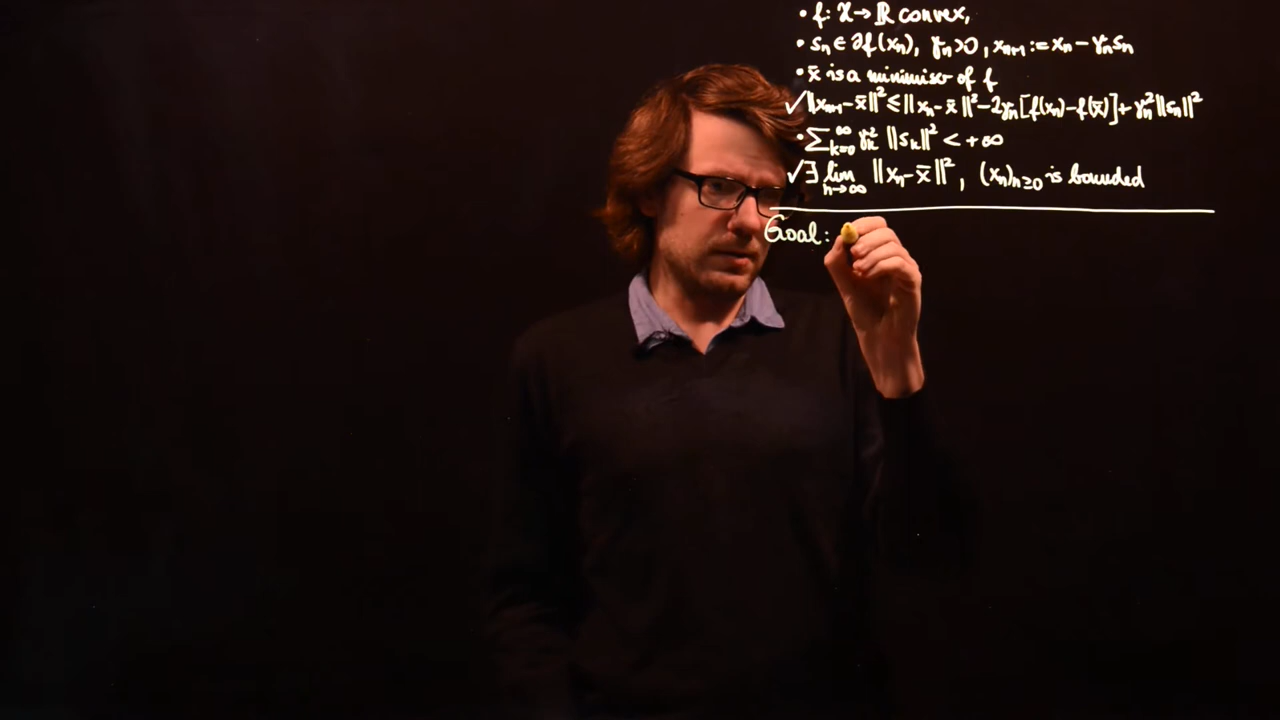 • f: X → ℝ convex,
• sₙ ∈ ∂f(xₙ), γₙ > 0, xₙ₊₁ := xₙ − γₙsₙ
• x̄ is a minimiser of f
✓ ‖xₙ₊₁ − x̄‖² ≤ ‖xₙ − x̄‖² − 2γₙ[f(xₙ) − f(x̄)] + γₙ²‖sₙ‖²
• ∑_{k=0}^∞ γₖ² ‖sₖ‖² < +∞
✓ ∃ lim_{n→∞} ‖xₙ − x̄‖², (xₙ)_{n≥0} is bounded
Goal: